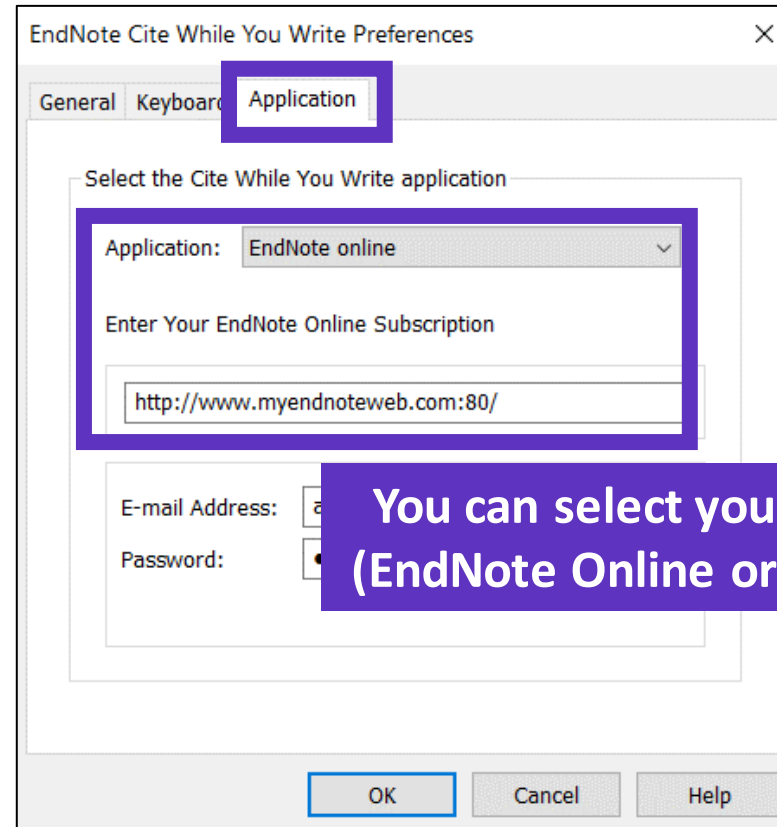 EndNote Cite While You Write Preferences
General Keyboard Application
Select the Cite While You Write application
Application: EndNote online
Enter Your EndNote Online Subscription
http://www.myendnoteweb.com:80/
E-mail Address: a
Password:
You can select you
(EndNote Online or
OK Cancel Help